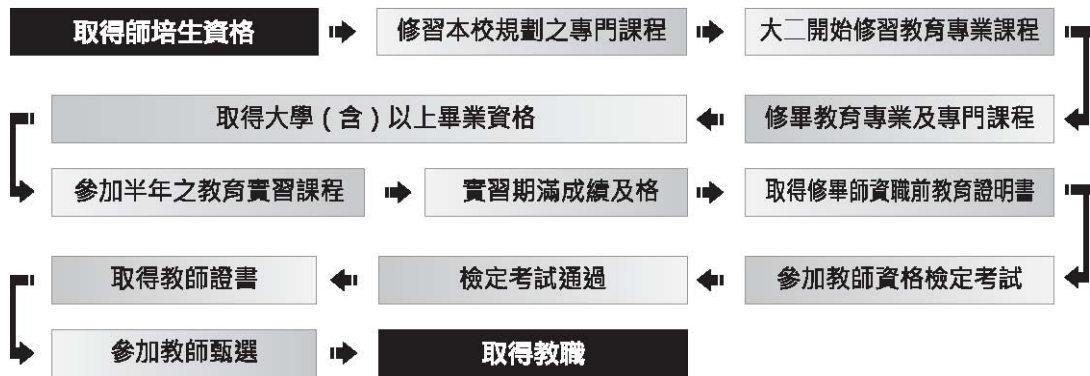 取得師培生資格
修習本校規劃之專門課程
大二開始修習教育專業課程
修畢教育專業及專門課程
取得大學（含）以上畢業資格
參加半年之教育實習課程
實習期滿成績及格
取得修畢師資職前教育證明書
參加教師資格檢定考試
檢定考試通過
取得教師證書
參加教師甄選
取得教職